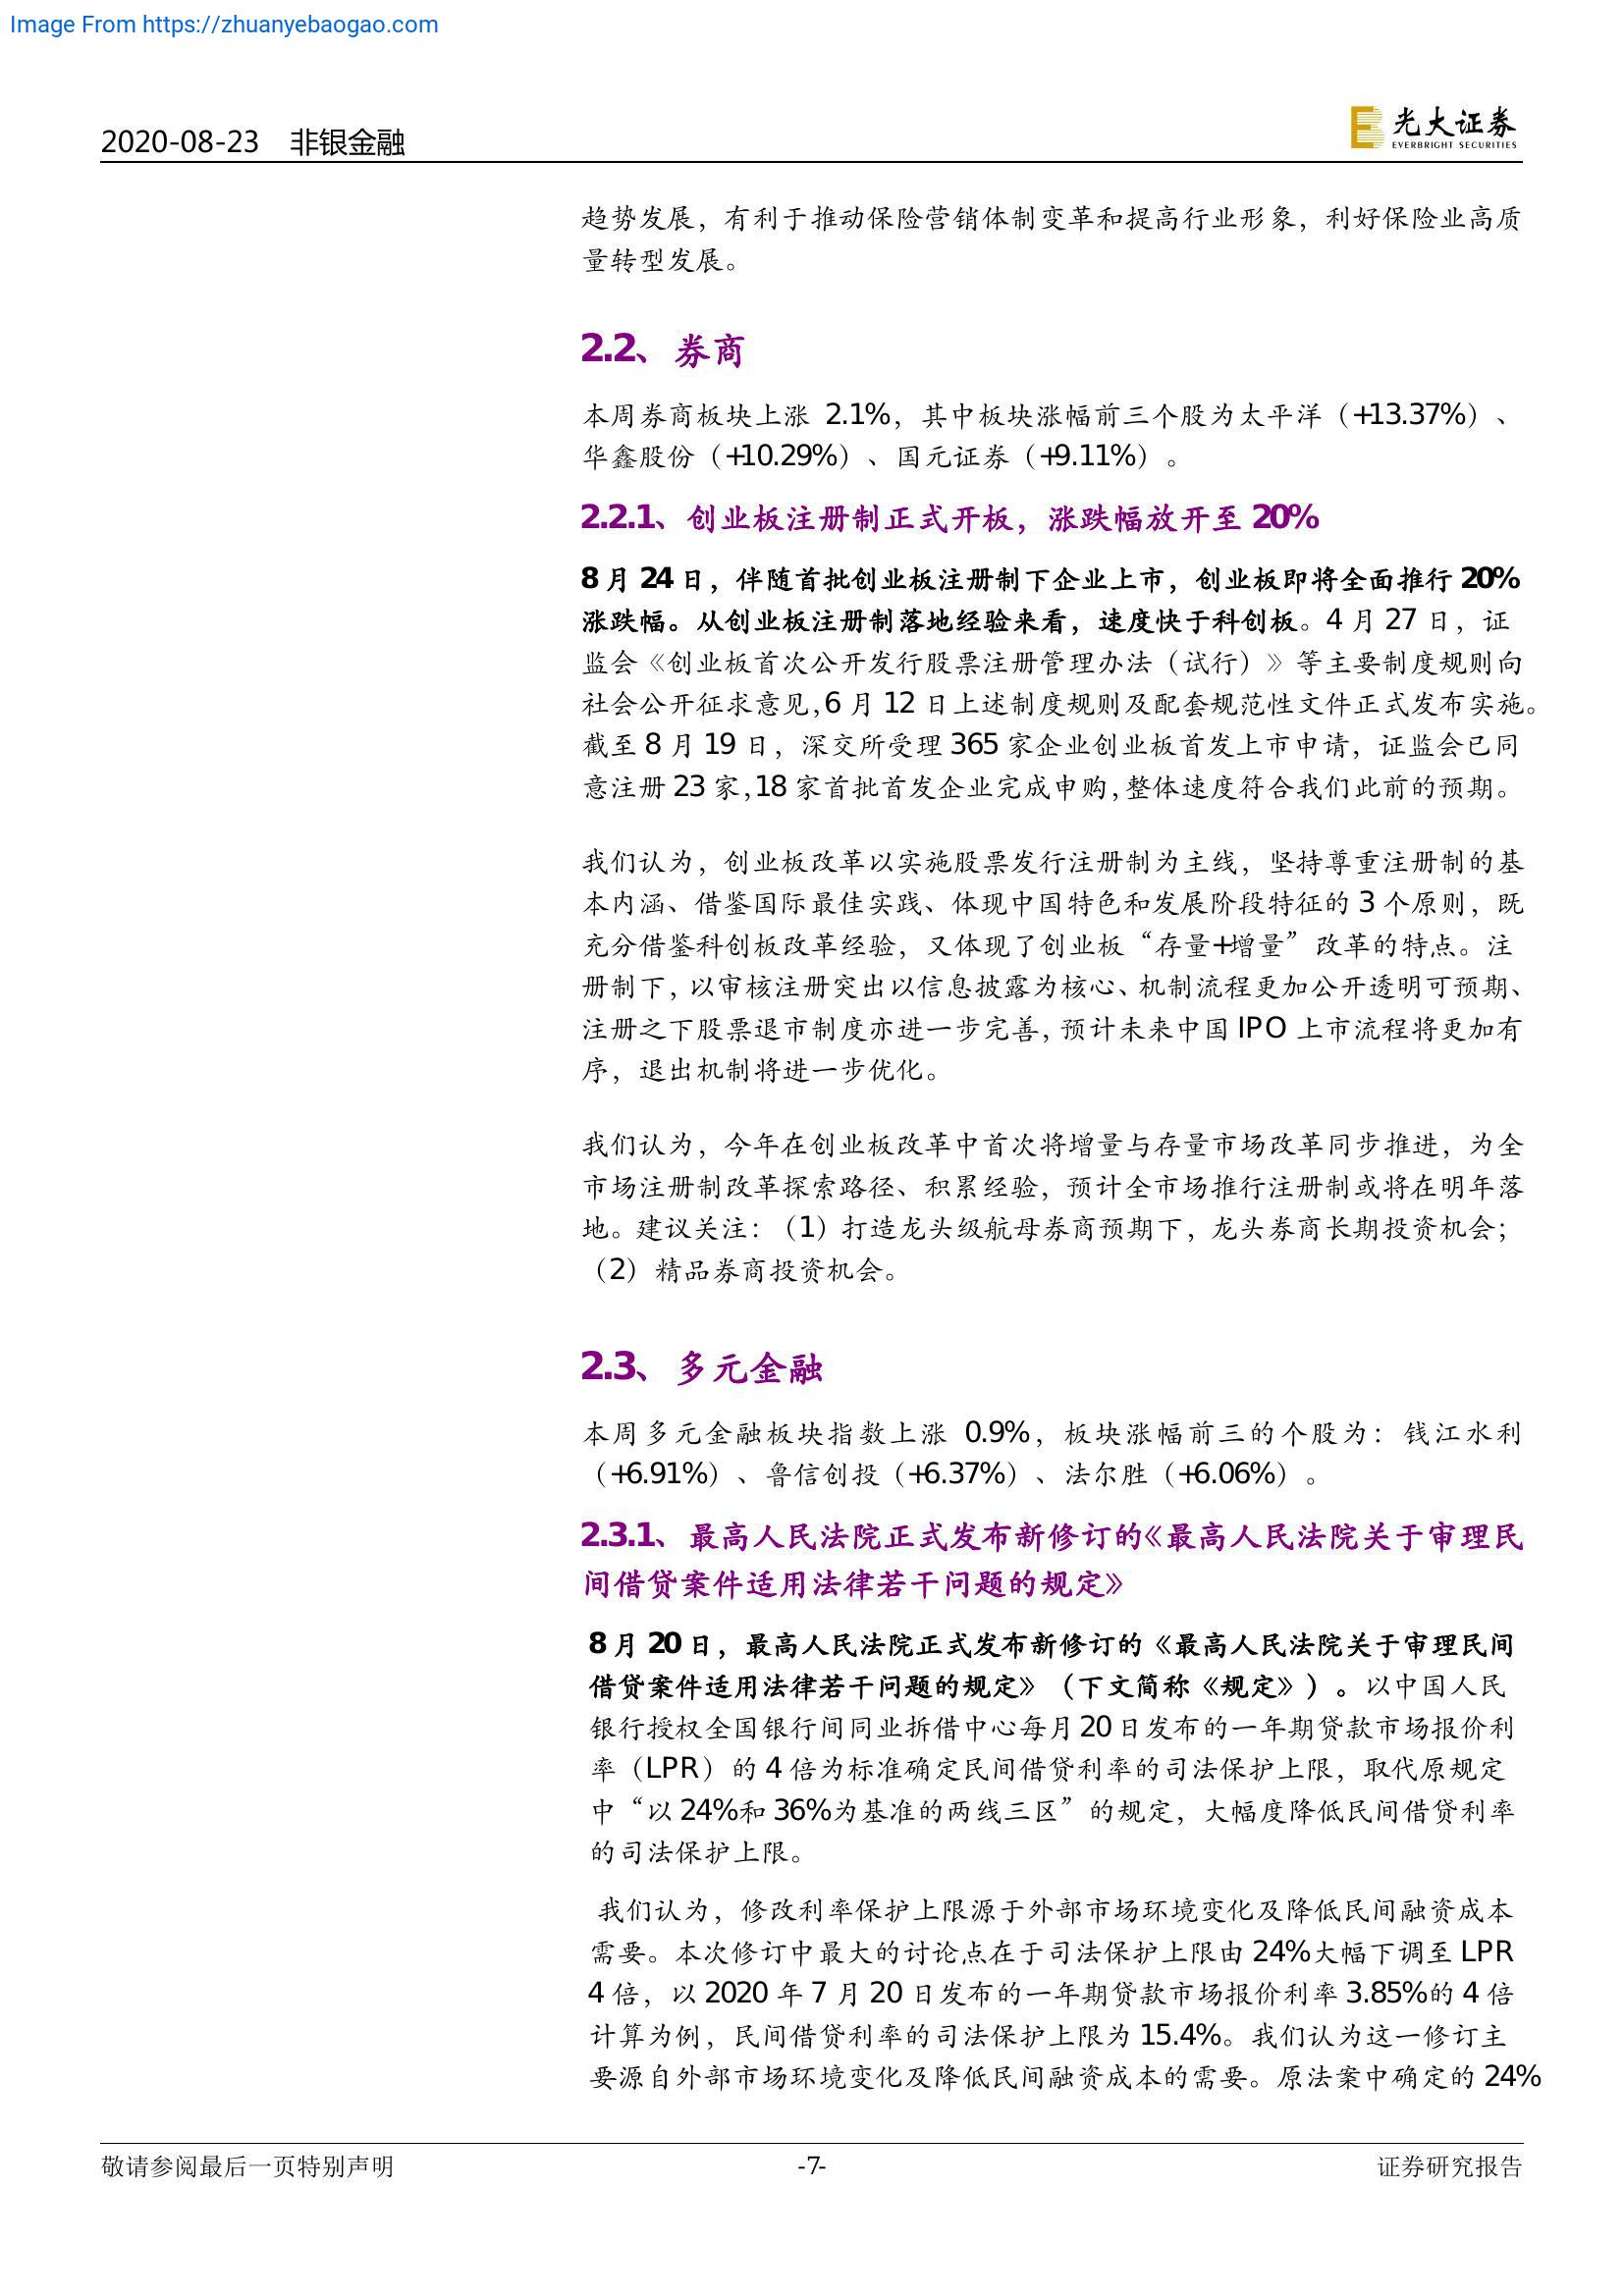 Image From https://zhuanyebaogao.com
2020-08-23 非银金融
光大证券
EVERBRIGHT SECURITIES
趋势发展，有利于推动保险营销体制变革和提高行业形象，利好保险业高质
量转型发展。
2.2、券商
本周券商板块上涨 2.1%，其中板块涨幅前三个股为太平洋（+13.37%）、
华鑫股份（+10.29%）、国元证券（+9.11%）。
2.2.1、创业板注册制正式开板，涨跌幅放开至 20%
8 月 24 日，伴随首批创业板注册制下企业上市，创业板即将全面推行 20%
涨跌幅。从创业板注册制落地经验来看，速度快于科创板。4 月 27 日，证
监会《创业板首次公开发行股票注册管理办法（试行）》等主要制度规则向
社会公开征求意见，6 月 12 日上述制度规则及配套规范性文件正式发布实施。
截至 8 月 19 日，深交所受理 365 家企业创业板首发上市申请，证监会已同
意注册 23 家，18 家首批首发企业完成申购，整体速度符合我们此前的预期。
我们认为，创业板改革以实施股票发行注册制为主线，坚持尊重注册制的基
本内涵、借鉴国际最佳实践、体现中国特色和发展阶段特征的 3 个原则，既
充分借鉴科创板改革经验，又体现了创业板“存量+增量”改革的特点。注
册制下，以审核注册突出以信息披露为核心、机制流程更加公开透明可预期、
注册之下股票退市制度亦进一步完善，预计未来中国 IPO 上市流程将更加有
序，退出机制将进一步优化。
我们认为，今年在创业板改革中首次将增量与存量市场改革同步推进，为全
市场注册制改革探索路径、积累经验，预计全市场推行注册制或将在明年落
地。建议关注：（1）打造龙头级航母券商预期下，龙头券商长期投资机会；
（2）精品券商投资机会。
2.3、多元金融
本周多元金融板块指数上涨 0.9%，板块涨幅前三的个股为：钱江水利
（+6.91%）、鲁信创投（+6.37%）、法尔胜（+6.06%）。
2.3.1、最高人民法院正式发布新修订的《最高人民法院关于审理民
间借贷案件适用法律若干问题的规定》
8 月 20 日，最高人民法院正式发布新修订的《最高人民法院关于审理民间
借贷案件适用法律若干问题的规定》（下文简称《规定》）。以中国人民
银行授权全国银行间同业拆借中心每月 20 日发布的一年期贷款市场报价利
率（LPR）的 4 倍为标准确定民间借贷利率的司法保护上限，取代原规定
中“以 24%和 36%为基准的两线三区”的规定，大幅度降低民间借贷利率
的司法保护上限。
我们认为，修改利率保护上限源于外部市场环境变化及降低民间融资成本
需要。本次修订中最大的讨论点在于司法保护上限由 24%大幅下调至 LPR
4 倍，以 2020 年 7 月 20 日发布的一年期贷款市场报价利率 3.85%的 4 倍
计算为例，民间借贷利率的司法保护上限为 15.4%。我们认为这一修订主
要源自外部市场环境变化及降低民间融资成本的需要。原法案中确定的 24%
敬请参阅最后一页特别声明
-7-
证券研究报告